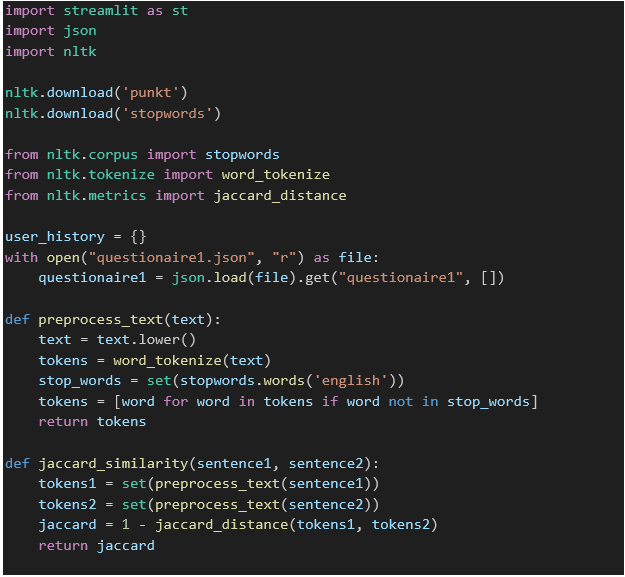 import streamlit as st
import json
import nltk

nltk.download('punkt')
nltk.download('stopwords')

from nltk.corpus import stopwords
from nltk.tokenize import word_tokenize
from nltk.metrics import jaccard_distance

user_history = {}
with open("questionaire1.json", "r") as file:
    questionaire1 = json.load(file).get("questionaire1", [])

def preprocess_text(text):
    text = text.lower()
    tokens = word_tokenize(text)
    stop_words = set(stopwords.words('english'))
    tokens = [word for word in tokens if word not in stop_words]
    return tokens

def jaccard_similarity(sentence1, sentence2):
    tokens1 = set(preprocess_text(sentence1))
    tokens2 = set(preprocess_text(sentence2))
    jaccard = 1 - jaccard_distance(tokens1, tokens2)
    return jaccard